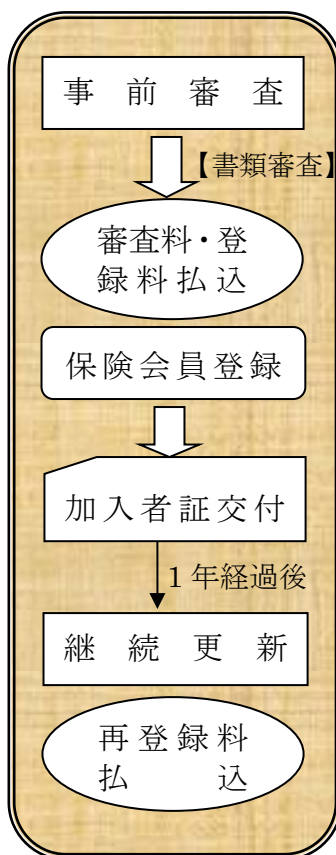 事前審査
【書類審査】
審査料・登
録料払込
保険会員登録
加入者証交付
1年経過後
継続更新
再登録料
払込